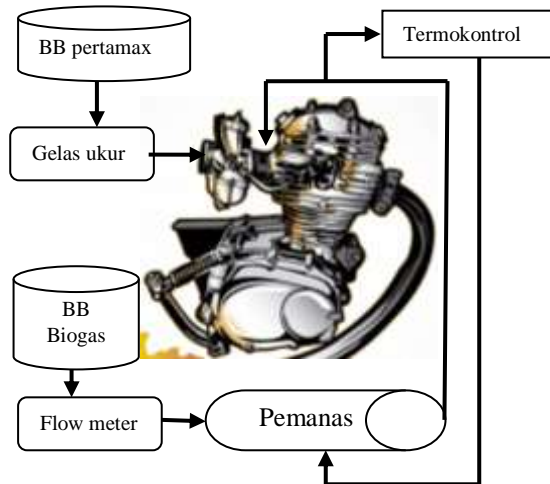 BB pertamax
Termokontrol
Gelas ukur
BB
Biogas
Flow meter
Pemanas